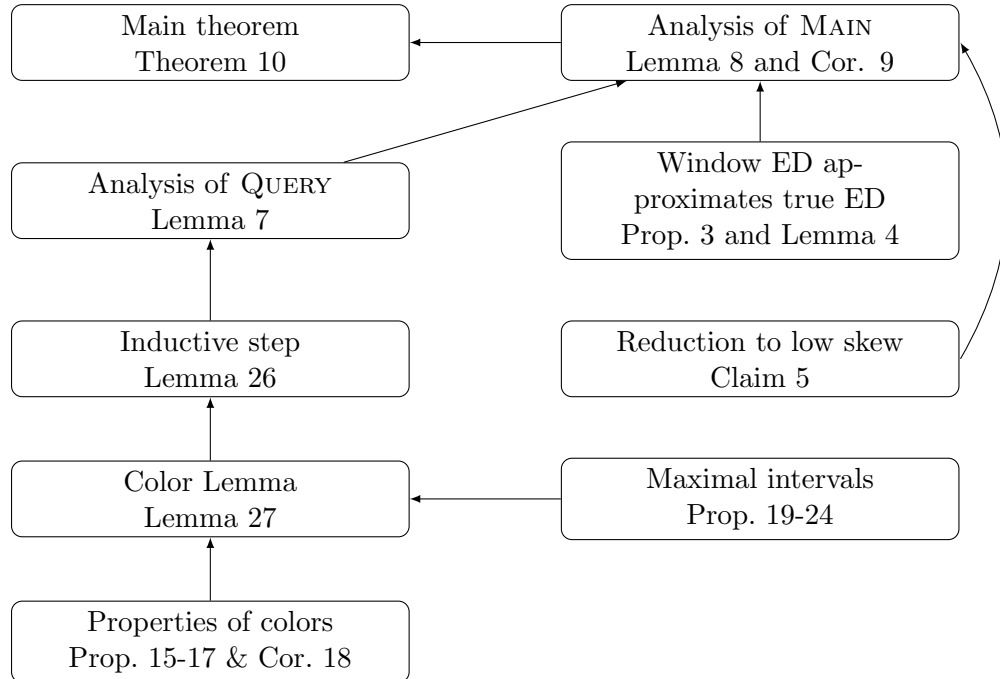 Main theorem
Theorem 10
Analysis of MAIN
Lemma 8 and Cor. 9
Analysis of QUERY
Lemma 7
Window ED ap-
proximates true ED
Prop. 3 and Lemma 4
Inductive step
Lemma 26
Reduction to low skew
Claim 5
Color Lemma
Lemma 27
Maximal intervals
Prop. 19-24
Properties of colors
Prop. 15-17 & Cor. 18